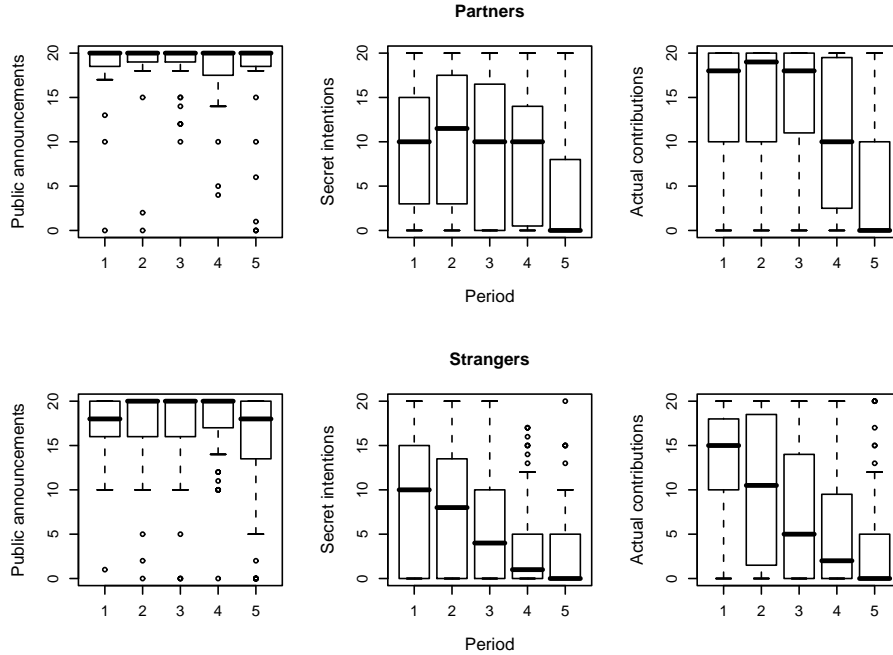 Partners
Public announcements
0 5 10 15 20
1 2 3 4 5
Secret intentions
0 5 10 15 20
1 2 3 4 5
Period
Actual contributions
0 5 10 15 20
1 2 3 4 5
Strangers
Public announcements
0 5 10 15 20
1 2 3 4 5
Secret intentions
0 5 10 15 20
1 2 3 4 5
Period
Actual contributions
0 5 10 15 20
1 2 3 4 5